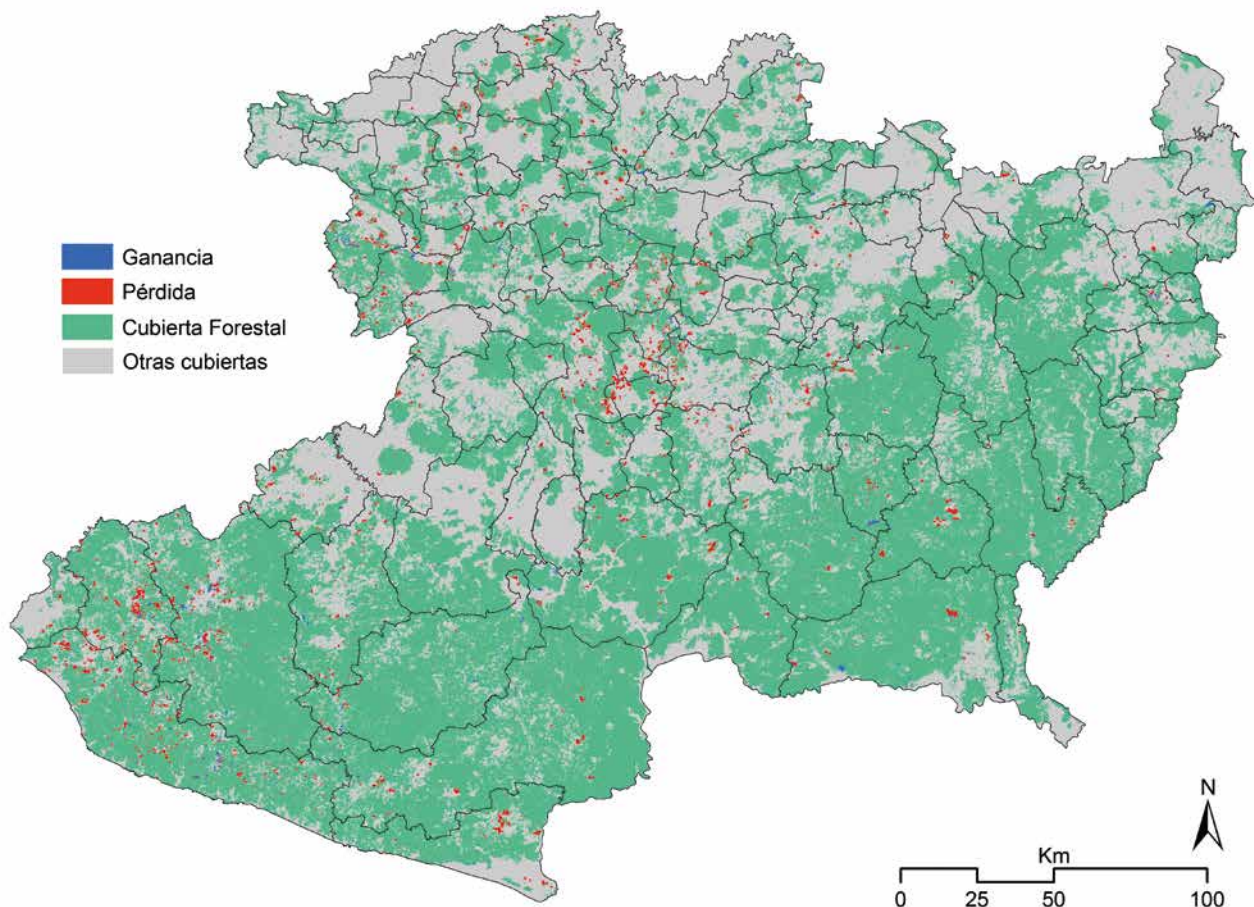 Ganancia
Pérdida
Cubierta Forestal
Otras cubiertas
N
Km
0 25 50 100